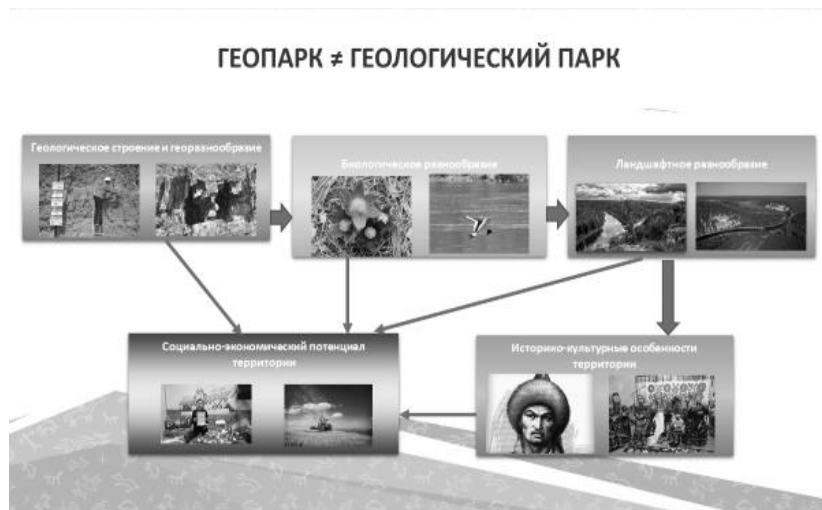 ГЕОПАРК ≠ ГЕОЛОГИЧЕСКИЙ ПАРК
Геологическое строение и георазнообразие
Биологическое разнообразие
Ландшафтное разнообразие
Социально-экономический потенциал
территории
Историко-культурные особенности
территории